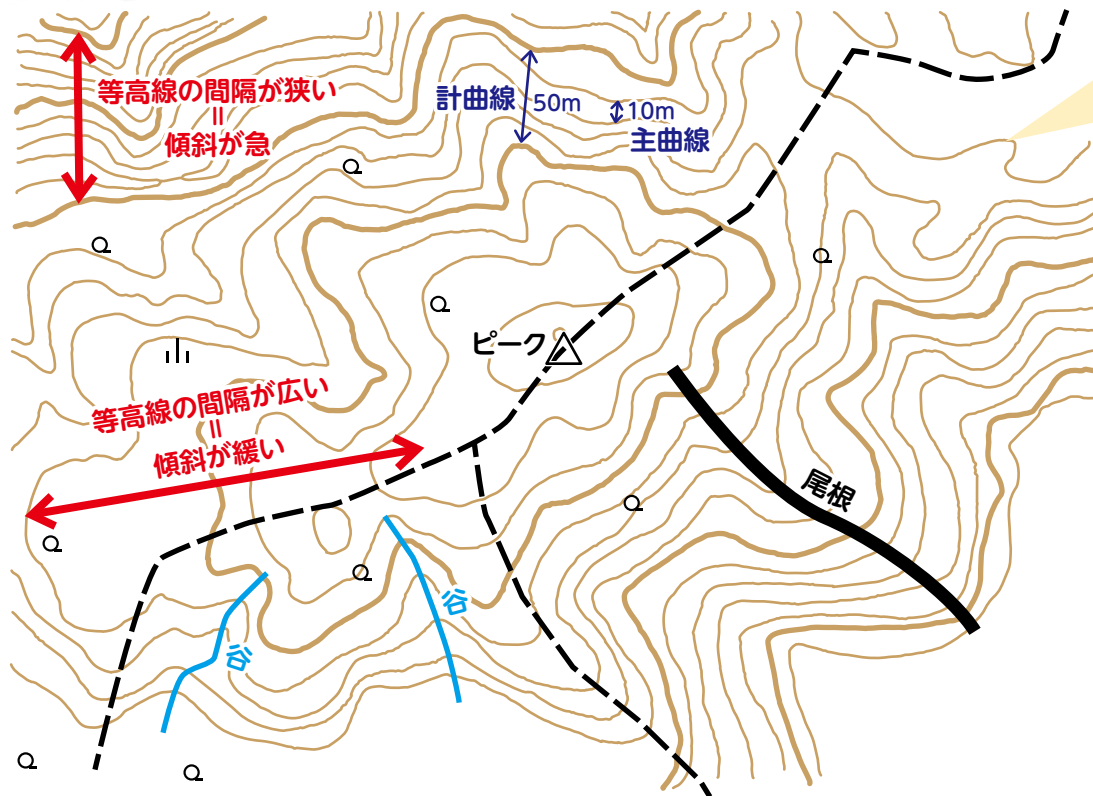 等高線の間隔が狭い
＝
傾斜が急
計曲線
50m
10m
主曲線
ピーク
等高線の間隔が広い
＝
傾斜が緩い
尾根
谷
谷